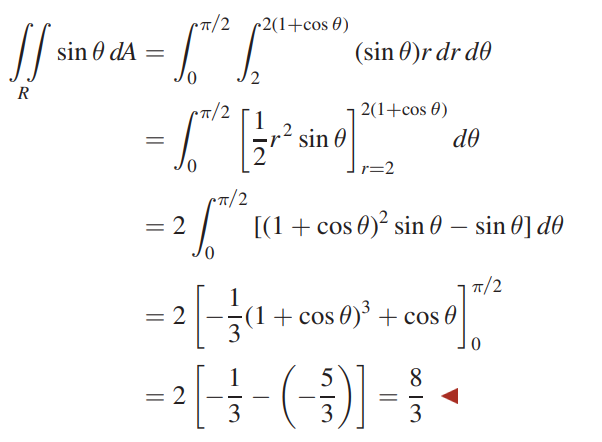 ∬_R sin θ dA = ∫_0^{π/2} ∫_2^{2(1+cos θ)} (sin θ)r dr dθ
= ∫_0^{π/2} [1/2 r² sin θ]_{r=2}^{2(1+cos θ)} dθ
= 2 ∫_0^{π/2} [(1 + cos θ)² sin θ – sin θ] dθ
= 2 [–1/3 (1 + cos θ)³ + cos θ]_0^{π/2}
= 2 [–1/3 – (–5/3)] = 8/3 ◀